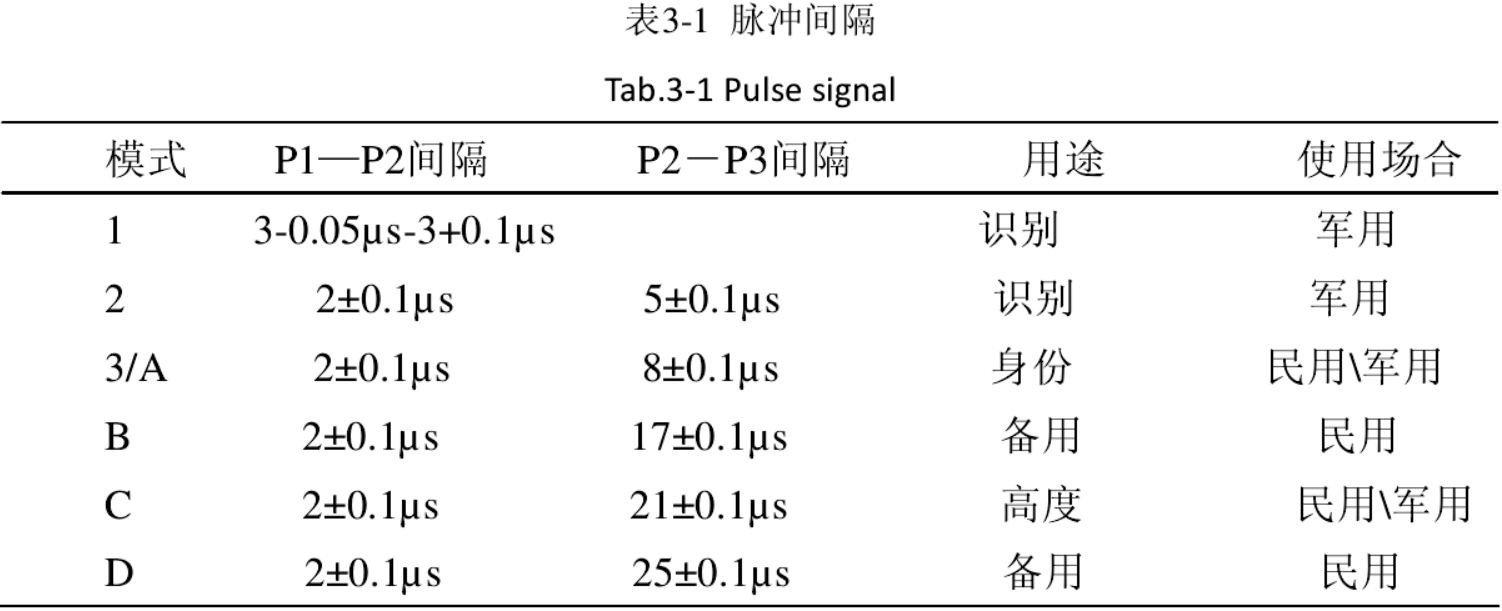 表3-1 脉冲间隔
Tab.3-1 Pulse signal
模式 P1—P2间隔 P2－P3间隔 用途 使用场合
1 3-0.05μs-3+0.1μs 识别 军用
2 2±0.1μs 5±0.1μs 识别 军用
3/A 2±0.1μs 8±0.1μs 身份 民用\军用
B 2±0.1μs 17±0.1μs 备用 民用
C 2±0.1μs 21±0.1μs 高度 民用\军用
D 2±0.1μs 25±0.1μs 备用 民用